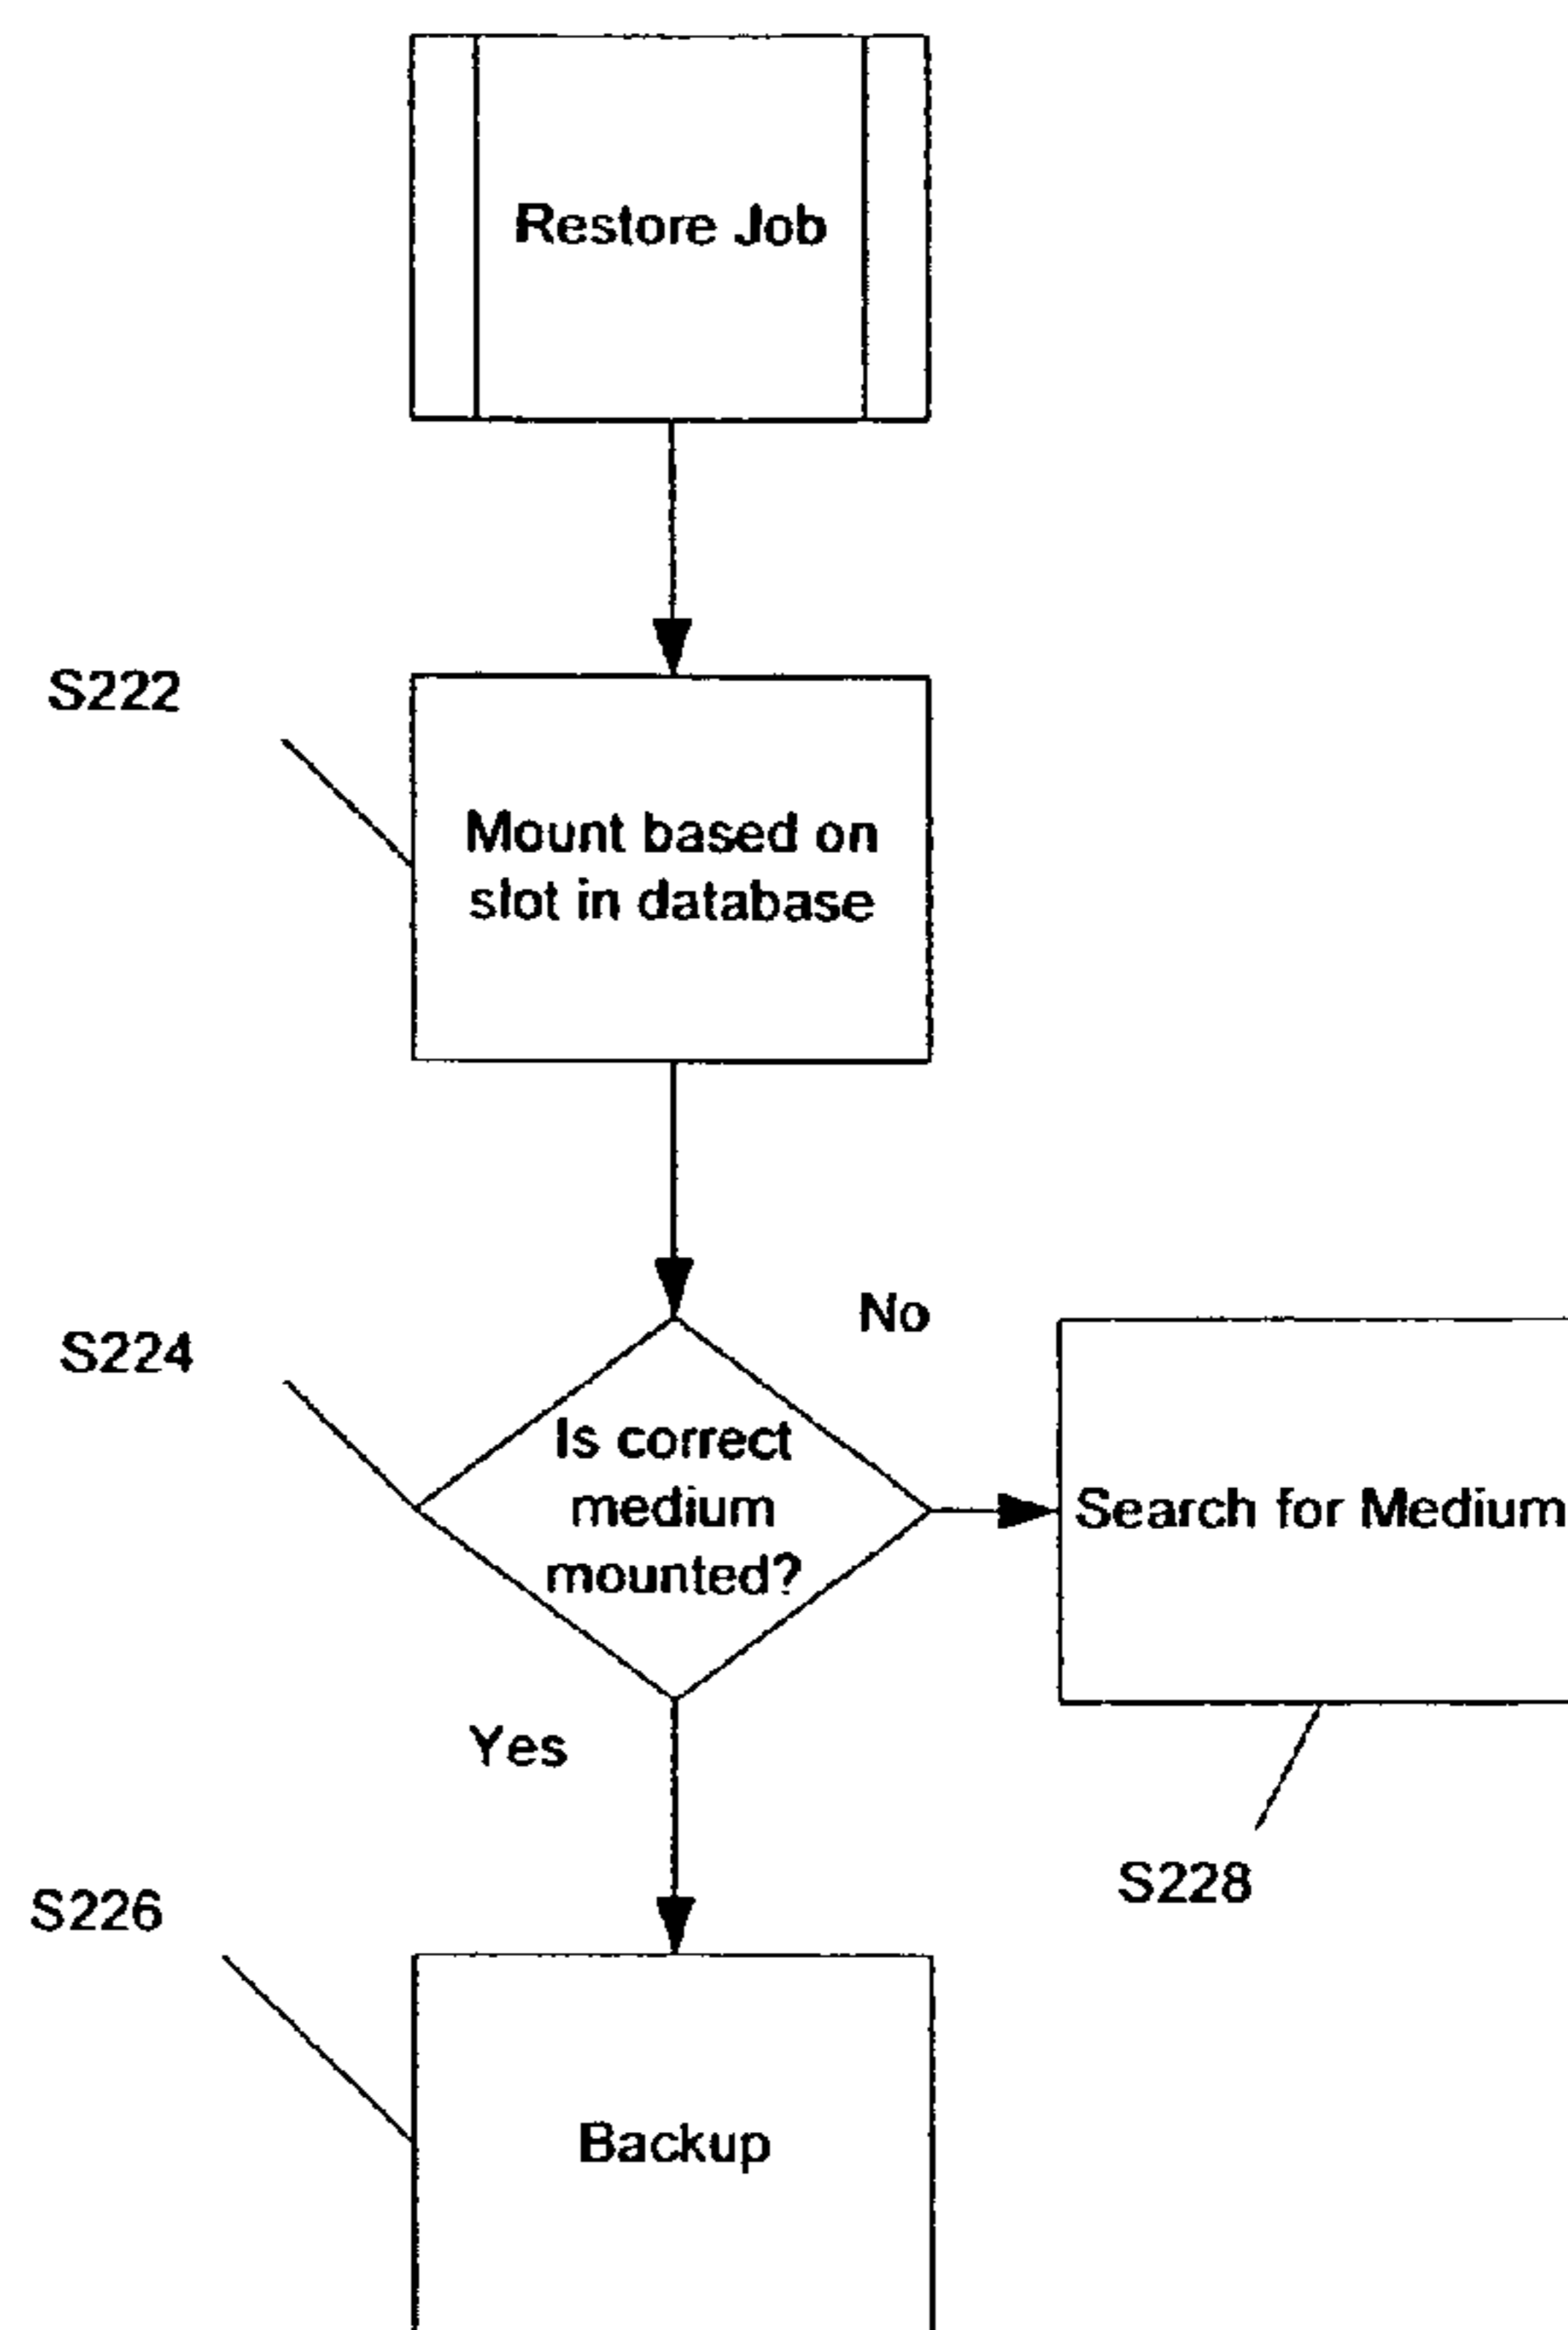 Restore Job
S222
Mount based on
slot in database
No
S224
Is correct
medium
mounted?
Search for Medium
Yes
S228
S226
Backup